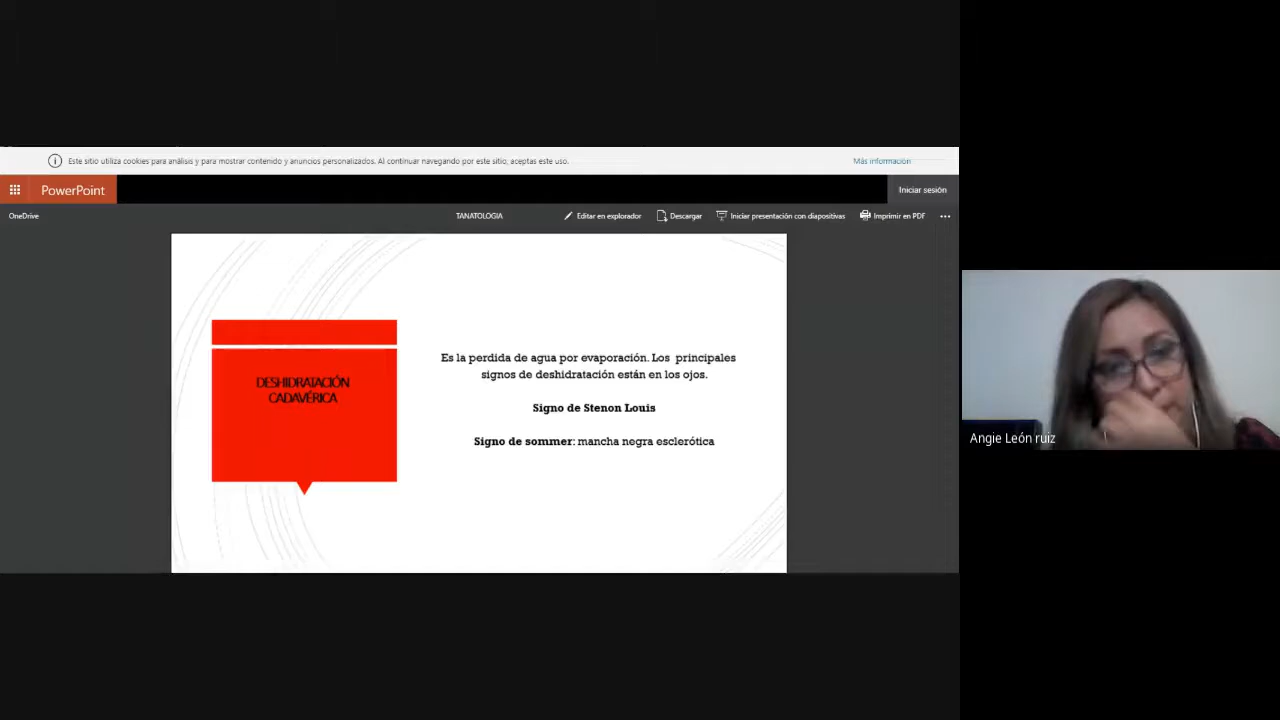 Este sitio utiliza cookies para análisis y para mostrar contenido y anuncios personalizados. Al continuar navegando por este sitio, aceptas este uso.
Más información
PowerPoint
Iniciar sesión
OneDrive
TANATOLOGIA
Editar en explorador
Descargar
Iniciar presentación con diapositivas
Imprimir en PDF
DESHIDRATACIÓN
CADAVÉRICA
Es la perdida de agua por evaporación. Los principales
signos de deshidratación están en los ojos.
Signo de Stenon Louis
Signo de sommer: mancha negra esclerótica
Angie León ruiz